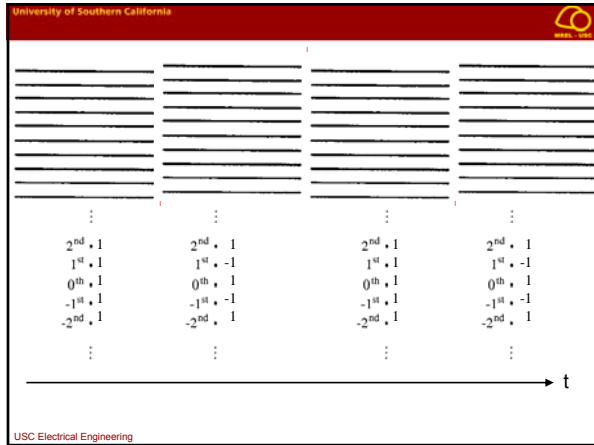 University of Southern California
MREL - USC
⋮ ⋮ ⋮ ⋮
2nd • 1 2nd • 1 2nd • 1 2nd • 1
1st • 1 1st • -1 1st • 1 1st • -1
0th • 1 0th • 1 0th • 1 0th • 1
-1st • 1 -1st • -1 -1st • 1 -1st • -1
-2nd • 1 -2nd • 1 -2nd • 1 -2nd • 1
⋮ ⋮ ⋮ ⋮
t
USC Electrical Engineering